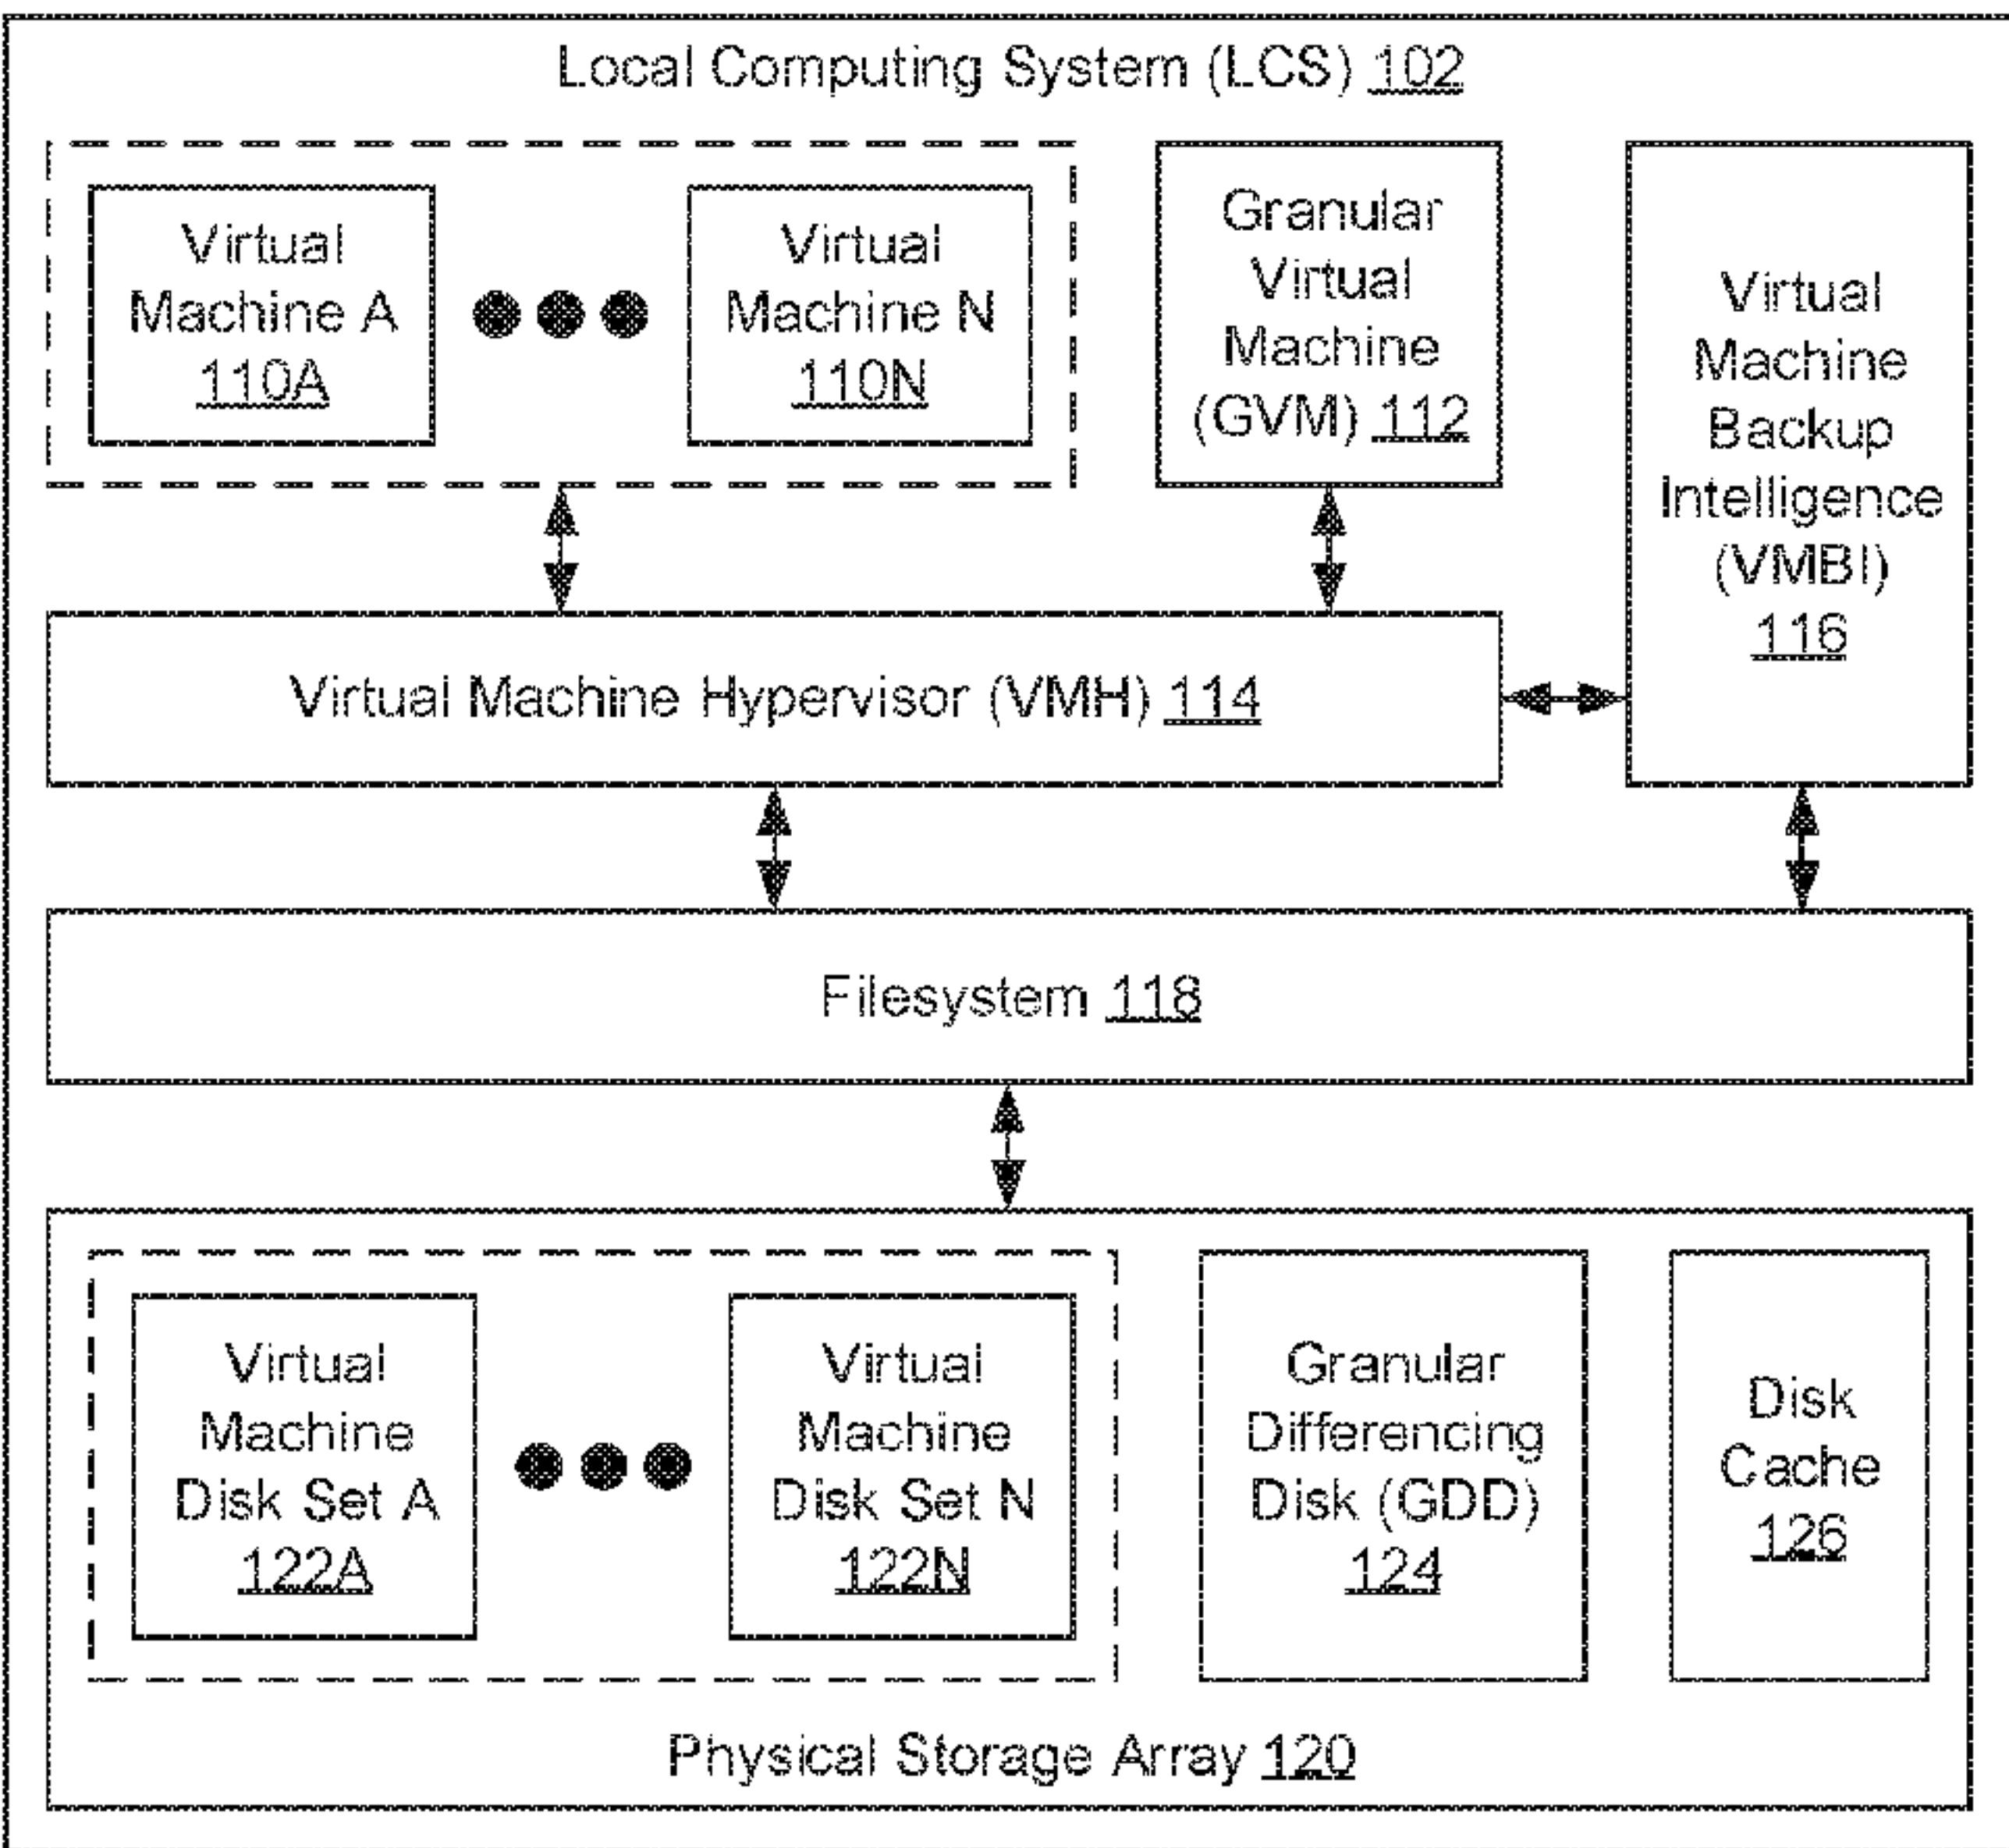 Local Computing System (LCS) 102
Virtual
Machine A
110A
Virtual
Machine N
110N
Granular
Virtual
Machine
(GVM) 112
Virtual
Machine
Backup
Intelligence
(VMBI)
116
Virtual Machine Hypervisor (VMH) 114
Filesystem 118
Virtual
Machine
Disk Set A
122A
Virtual
Machine
Disk Set N
122N
Granular
Differencing
Disk (GDD)
124
Disk
Cache
126
Physical Storage Array 120